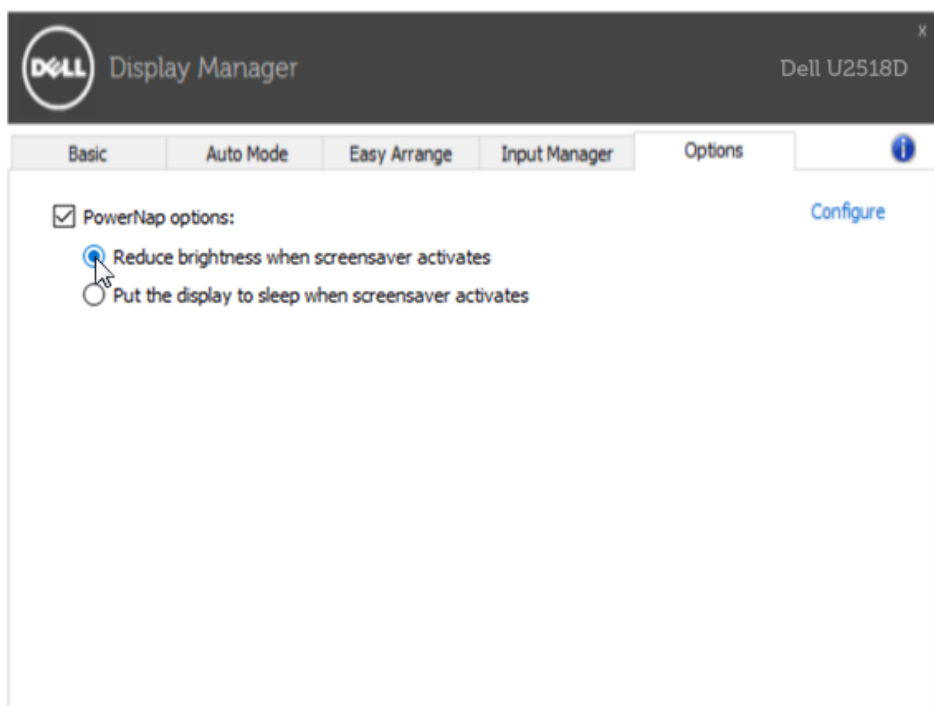 x
DELL Display Manager Dell U2518D
Basic Auto Mode Easy Arrange Input Manager Options i
PowerNap options: Configure
Reduce brightness when screensaver activates
Put the display to sleep when screensaver activates